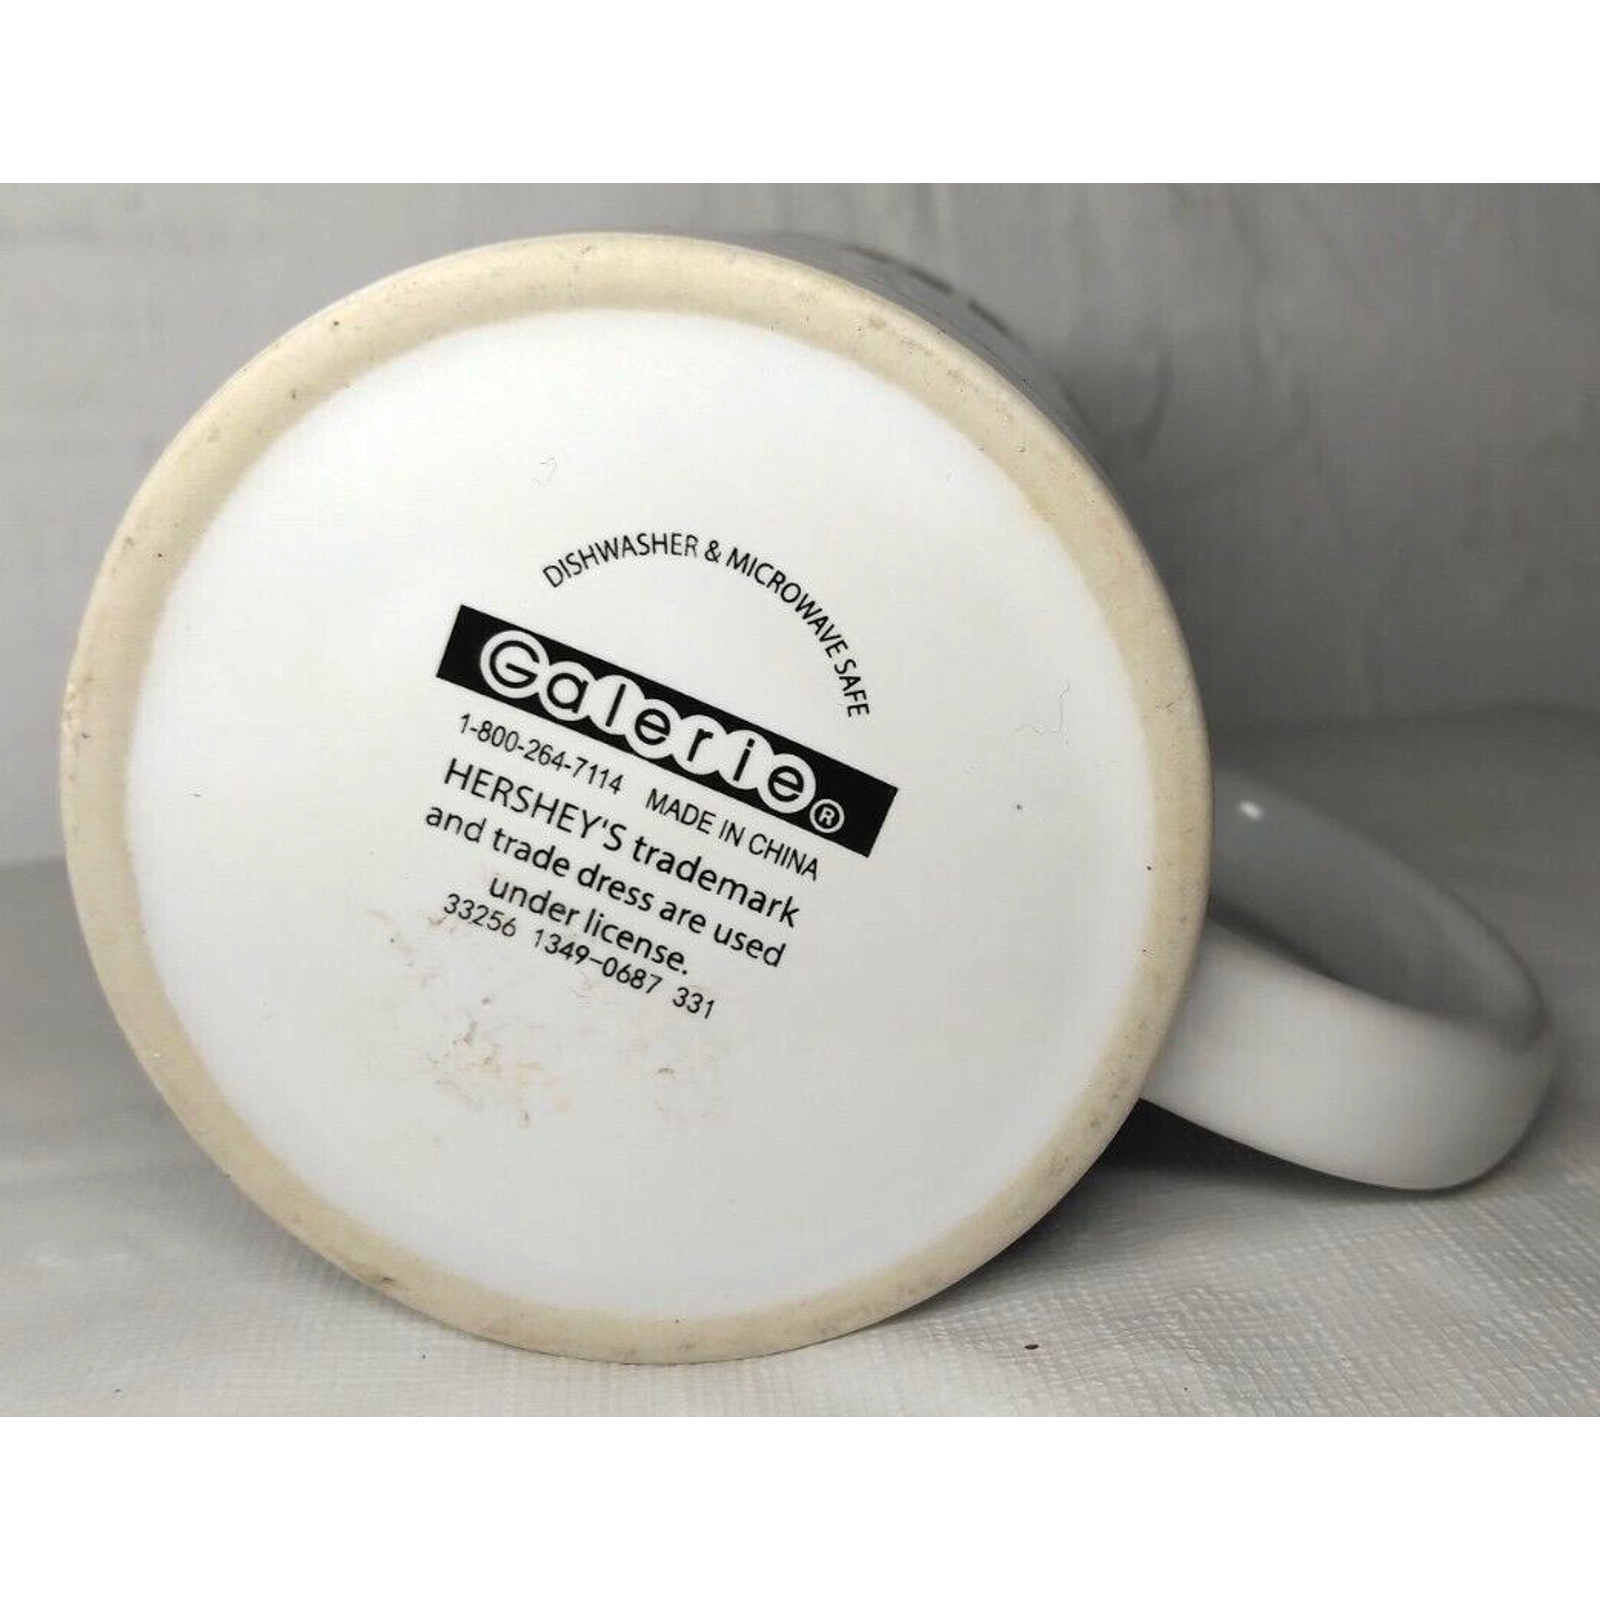 DISHWASHER & MICROWAVE SAFE
Galerie®
1-800-264-7114 MADE IN CHINA
HERSHEY'S trademark
and trade dress are used
under license.
33256 1349-0687 331